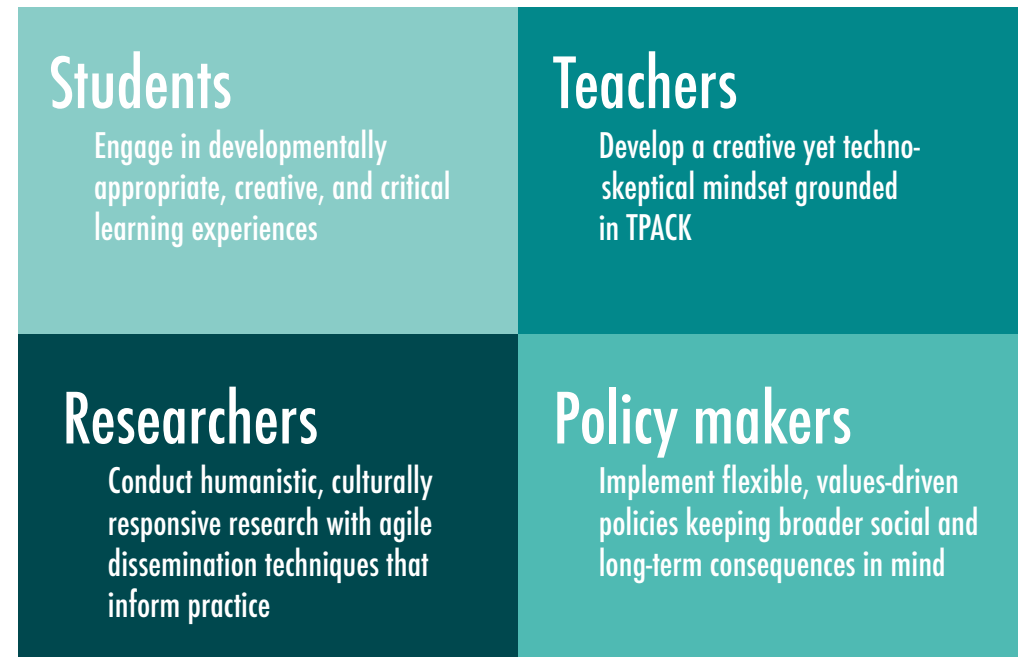 Students
Engage in developmentally
appropriate, creative, and critical
learning experiences
Teachers
Develop a creative yet techno-
skeptical mindset grounded
in TPACK
Researchers
Conduct humanistic, culturally
responsive research with agile
dissemination techniques that
inform practice
Policy makers
Implement flexible, values-driven
policies keeping broader social and
long-term consequences in mind